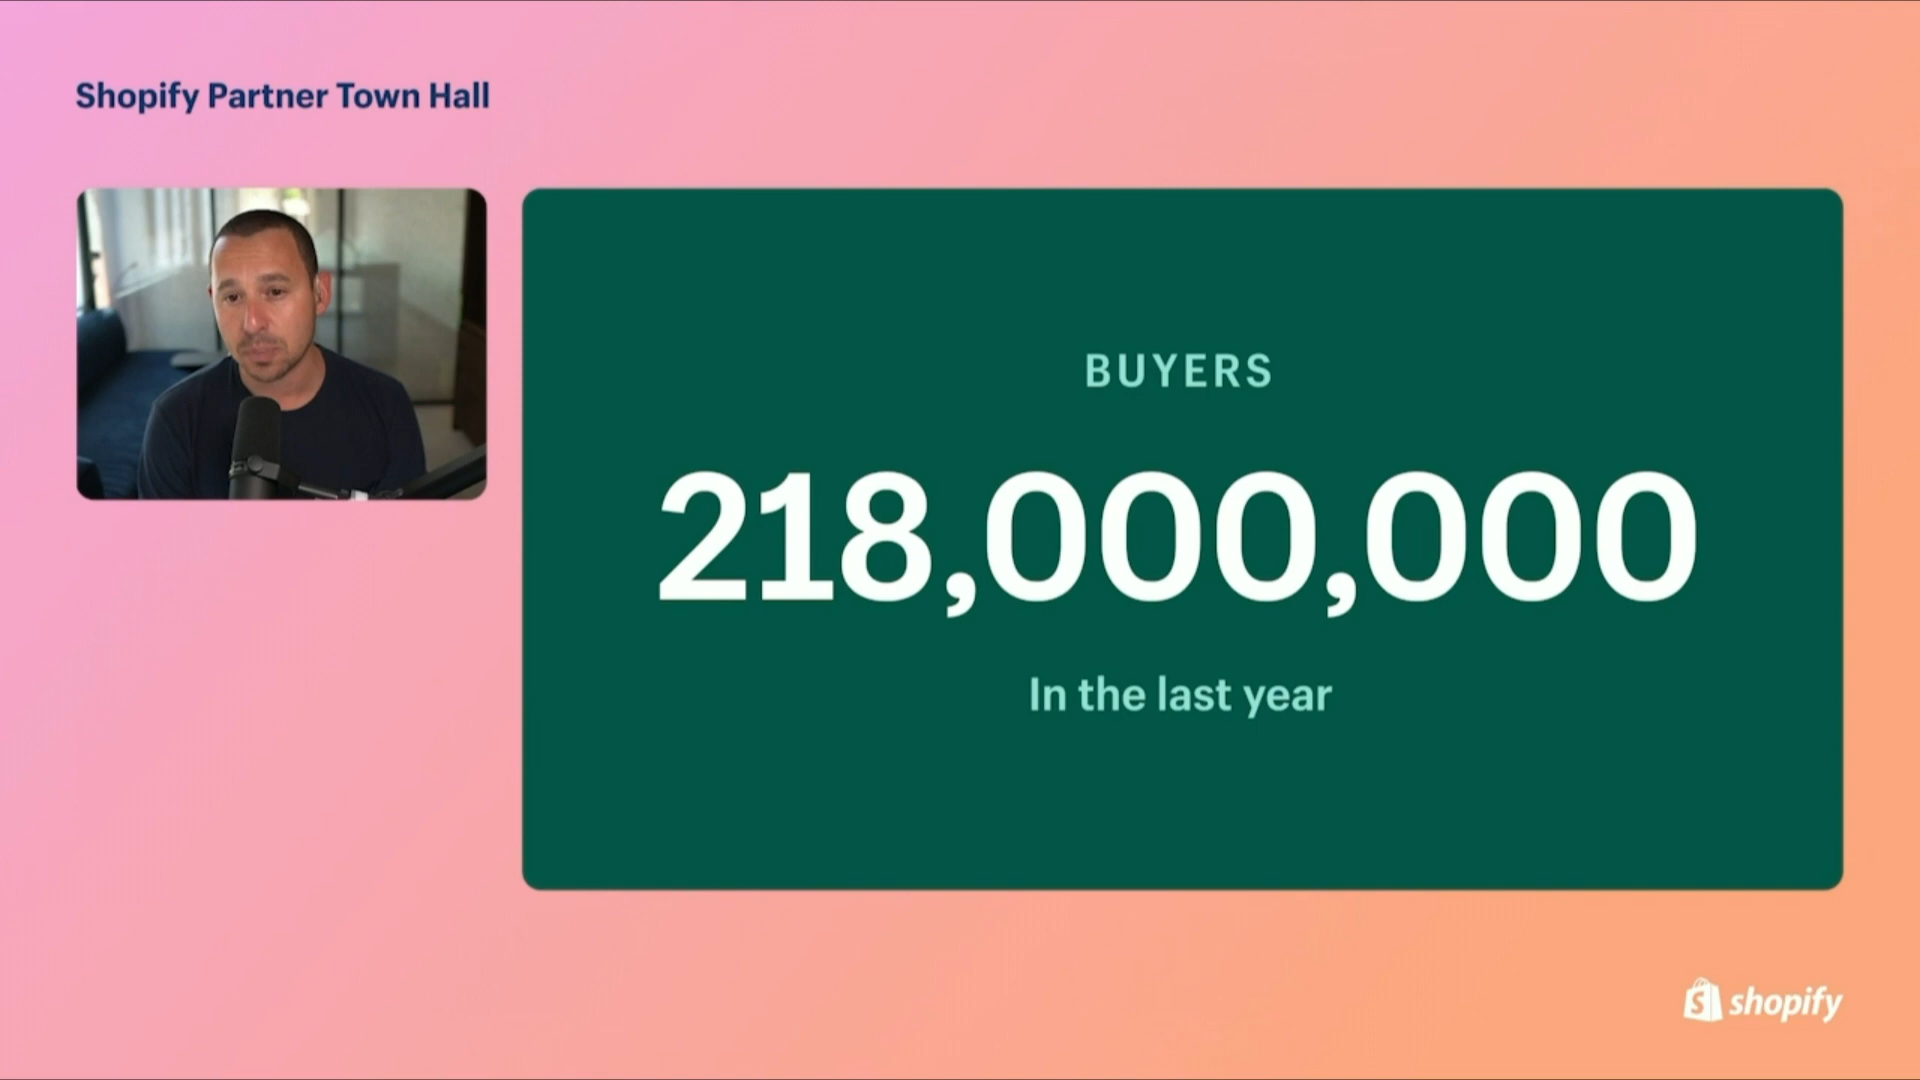 Shopify Partner Town Hall
BUYERS
218,000,000
In the last year
shopify